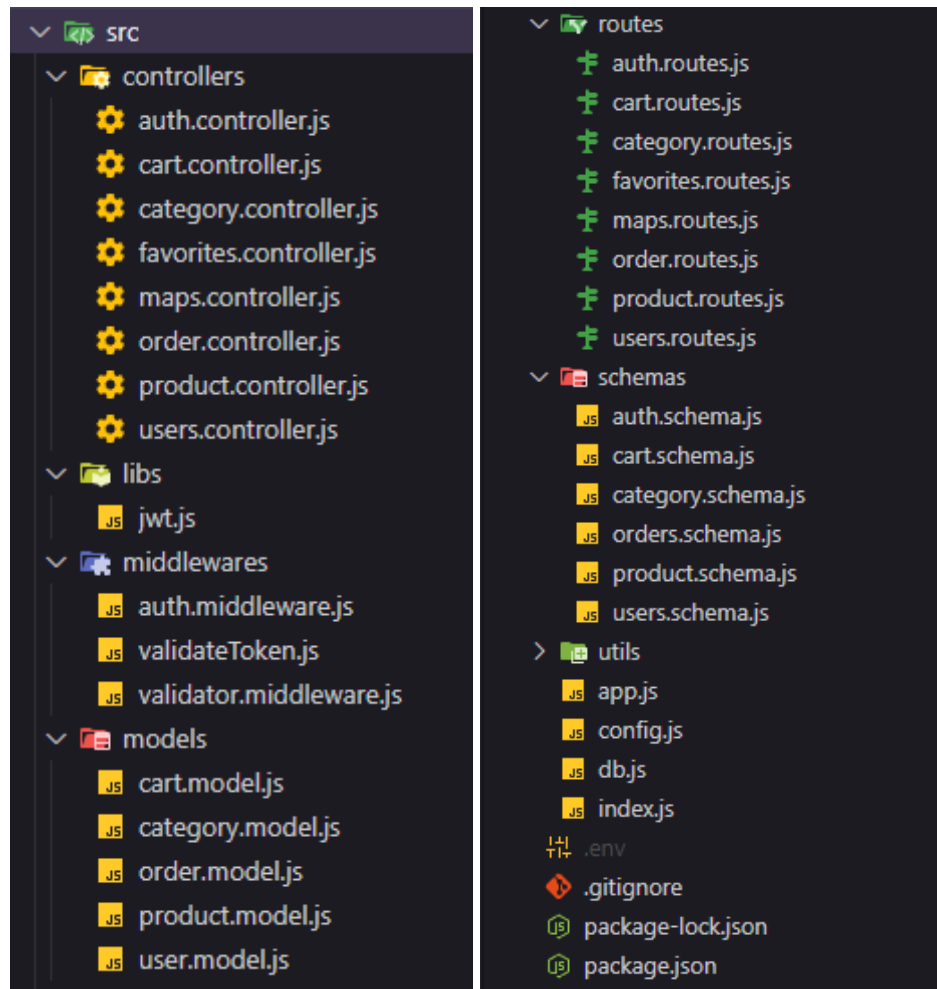 src
controllers
auth.controller.js
cart.controller.js
category.controller.js
favorites.controller.js
maps.controller.js
order.controller.js
product.controller.js
users.controller.js
libs
jwt.js
middlewares
auth.middleware.js
validateToken.js
validator.middleware.js
models
cart.model.js
category.model.js
order.model.js
product.model.js
user.model.js
routes
auth.routes.js
cart.routes.js
category.routes.js
favorites.routes.js
maps.routes.js
order.routes.js
product.routes.js
users.routes.js
schemas
auth.schema.js
cart.schema.js
category.schema.js
orders.schema.js
product.schema.js
users.schema.js
utils
app.js
config.js
db.js
index.js
.env
.gitignore
package-lock.json
package.json